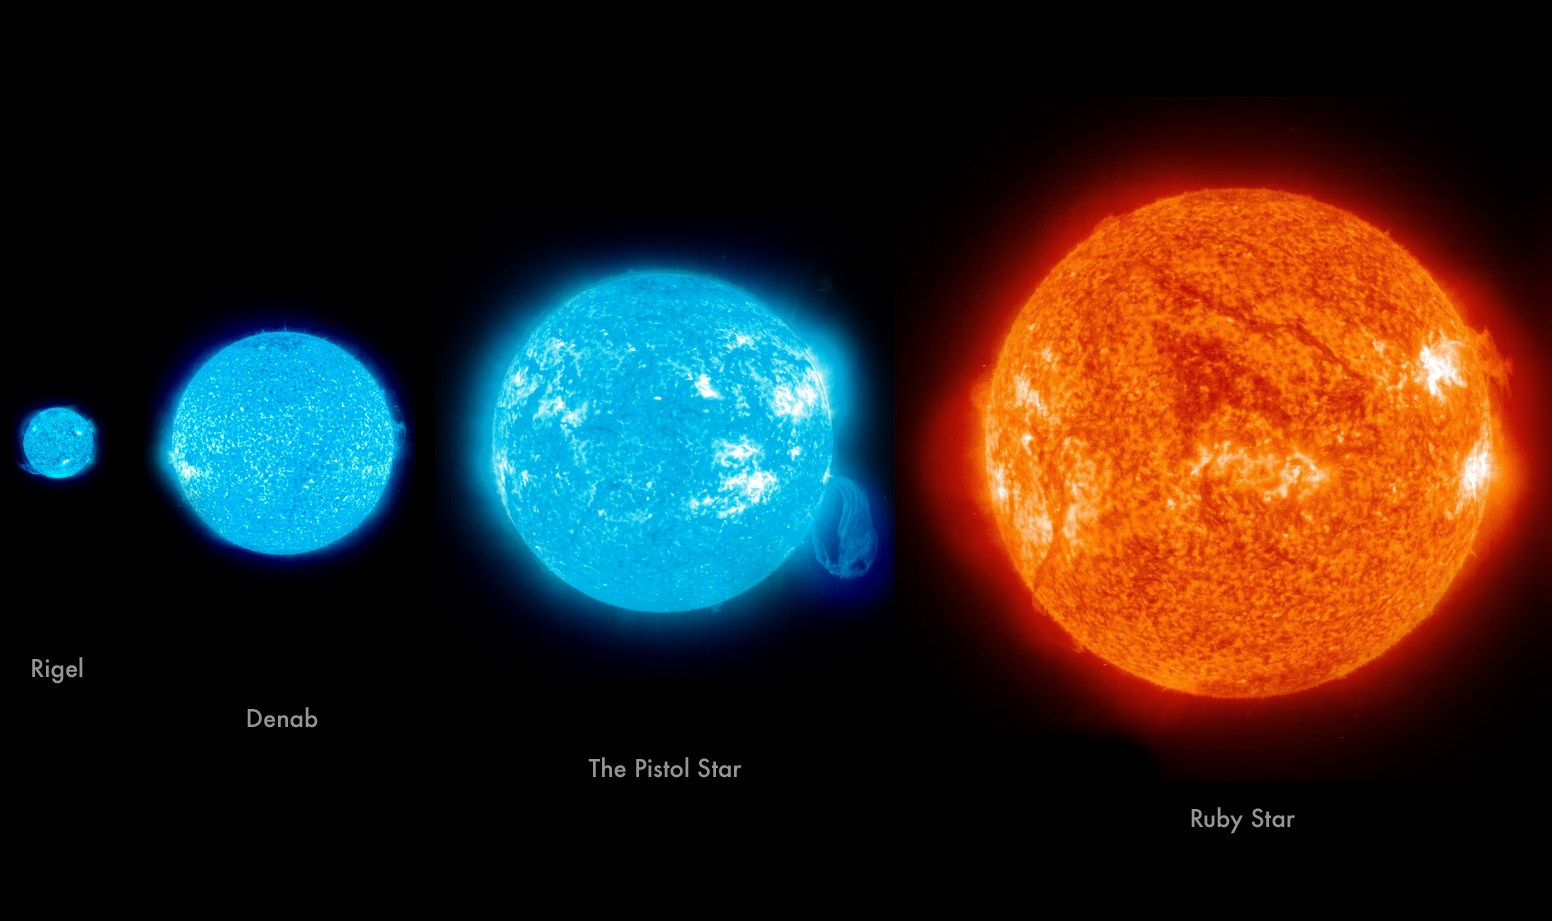 Rigel
Denab
The Pistol Star
Ruby Star